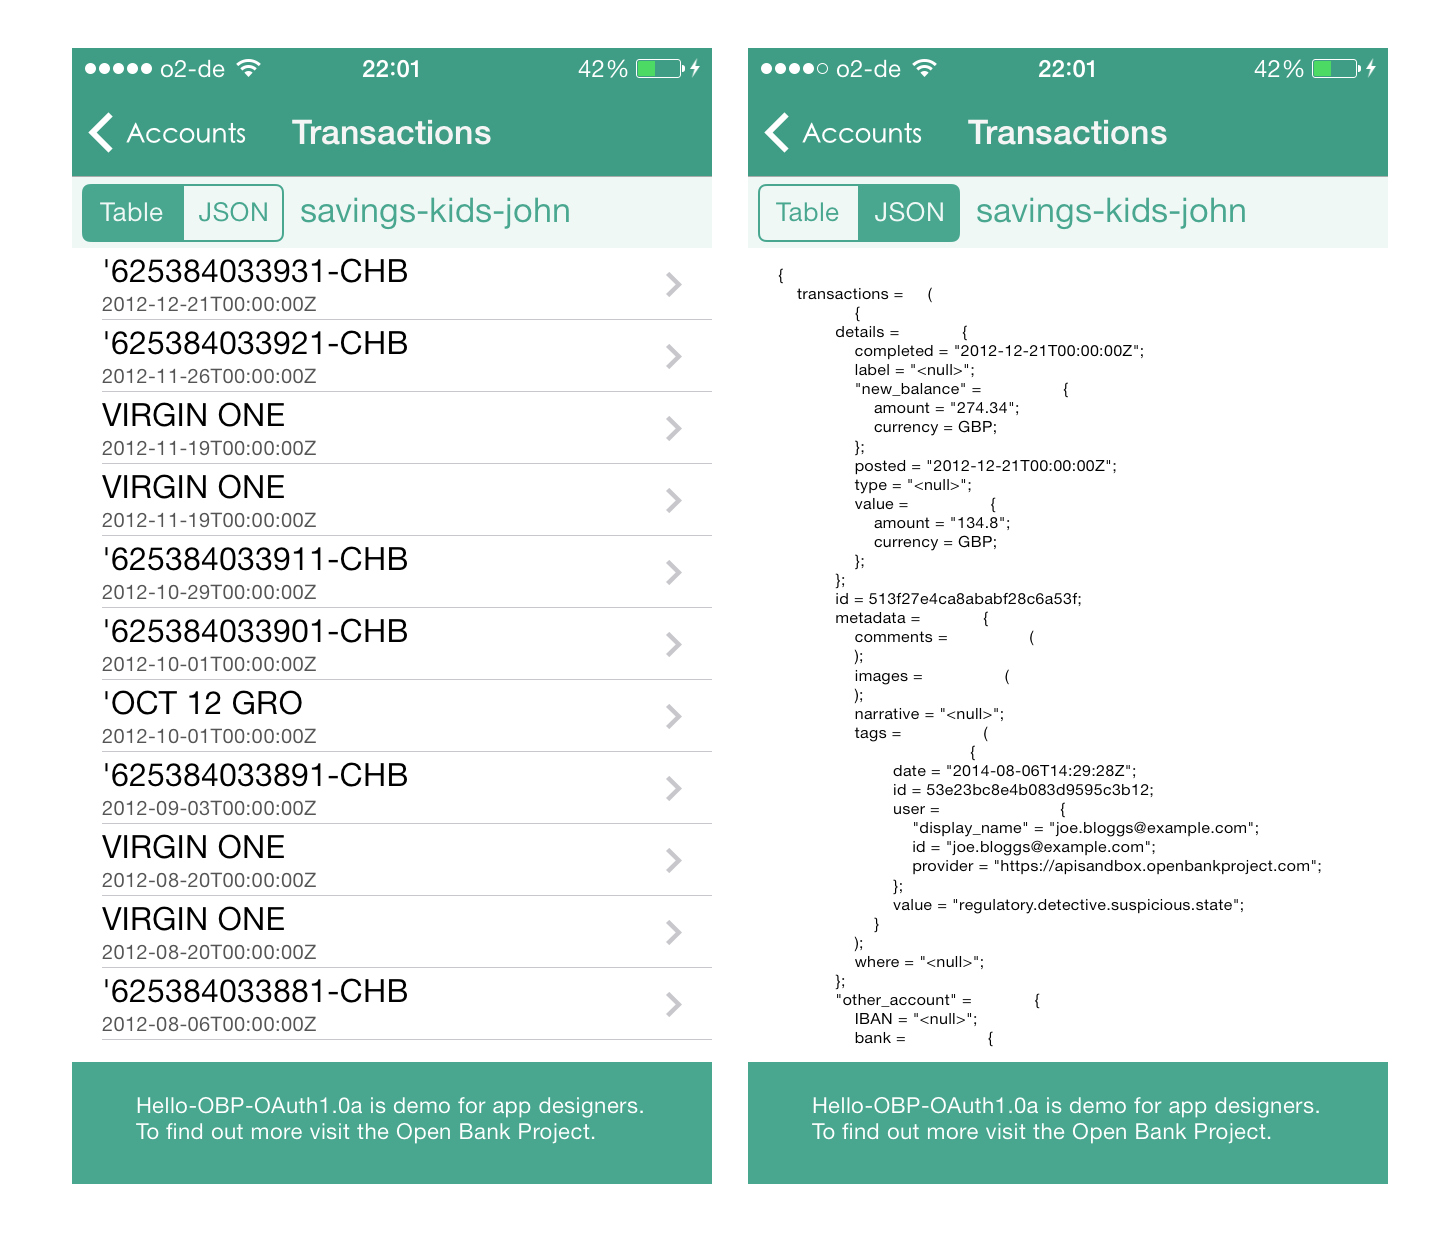 o2-de 22:01 42%
Accounts Transactions
Table JSON savings-kids-john
'625384033931-CHB
2012-12-21T00:00:00Z
'625384033921-CHB
2012-11-26T00:00:00Z
VIRGIN ONE
2012-11-19T00:00:00Z
VIRGIN ONE
2012-11-19T00:00:00Z
'625384033911-CHB
2012-10-29T00:00:00Z
'625384033901-CHB
2012-10-01T00:00:00Z
'OCT 12 GRO
2012-10-01T00:00:00Z
'625384033891-CHB
2012-09-03T00:00:00Z
VIRGIN ONE
2012-08-20T00:00:00Z
VIRGIN ONE
2012-08-20T00:00:00Z
'625384033881-CHB
2012-08-06T00:00:00Z
Hello-OBP-OAuth1.0a is demo for app designers.
To find out more visit the Open Bank Project.
o2-de 22:01 42%
Accounts Transactions
Table JSON savings-kids-john
{
transactions = (
{
details = {
completed = "2012-12-21T00:00:00Z";
label = "<null>";
"new_balance" = {
amount = "274.34";
currency = GBP;
};
posted = "2012-12-21T00:00:00Z";
type = "<null>";
value = {
amount = "134.8";
currency = GBP;
};
};
id = 513f27e4ca8ababf28c6a53f;
metadata = {
comments = (
);
images = (
);
narrative = "<null>";
tags = (
{
date = "2014-08-06T14:29:28Z";
id = 53e23bc8e4b083d9595c3b12;
user = {
"display_name" = "joe.bloggs@example.com";
id = "joe.bloggs@example.com";
provider = "https://apisandbox.openbankproject.com";
};
value = "regulatory.detective.suspicious.state";
}
);
where = "<null>";
};
"other_account" = {
IBAN = "<null>";
bank = {
Hello-OBP-OAuth1.0a is demo for app designers.
To find out more visit the Open Bank Project.